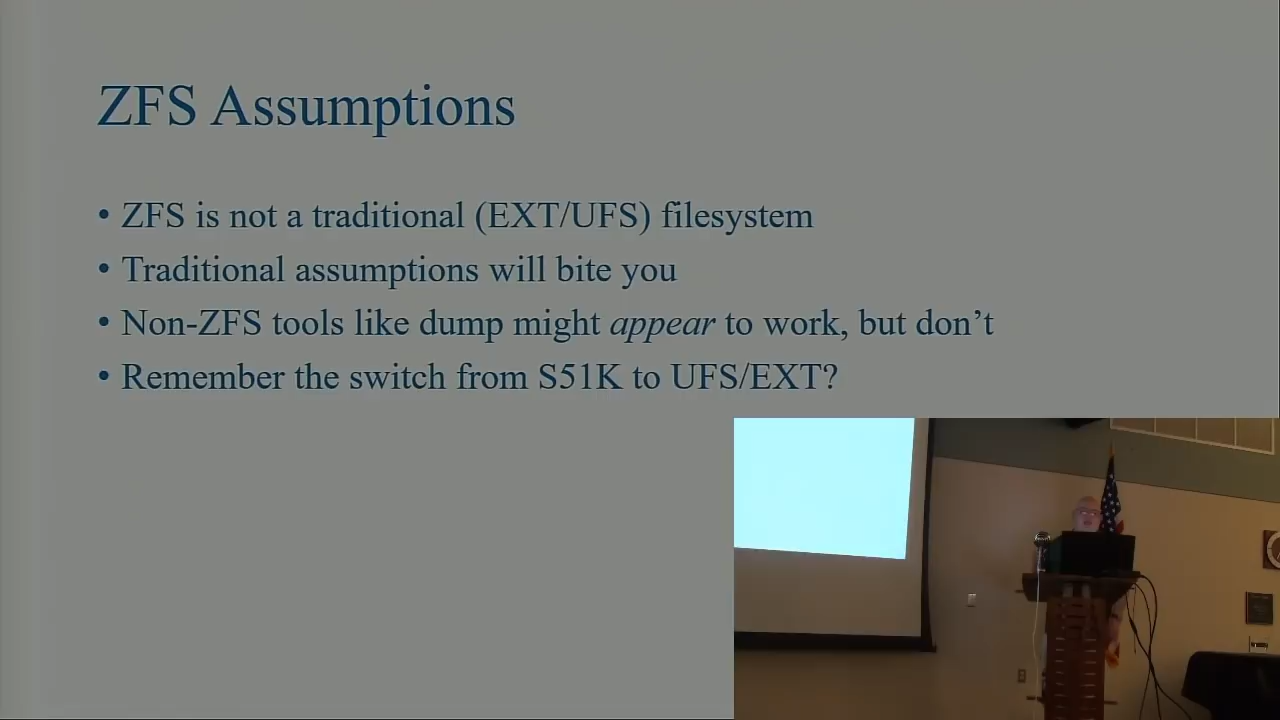 ZFS Assumptions
• ZFS is not a traditional (EXT/UFS) filesystem
• Traditional assumptions will bite you
• Non-ZFS tools like dump might appear to work, but don’t
• Remember the switch from S51K to UFS/EXT?